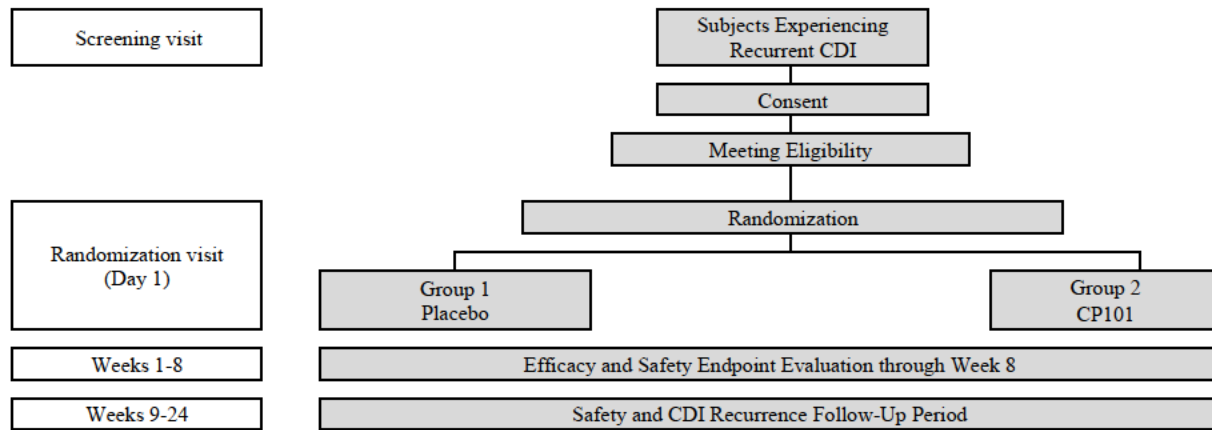 Screening visit
Subjects Experiencing
Recurrent CDI
Consent
Meeting Eligibility
Randomization visit
(Day 1)
Randomization
Group 1
Placebo
Group 2
CP101
Weeks 1-8
Efficacy and Safety Endpoint Evaluation through Week 8
Weeks 9-24
Safety and CDI Recurrence Follow-Up Period